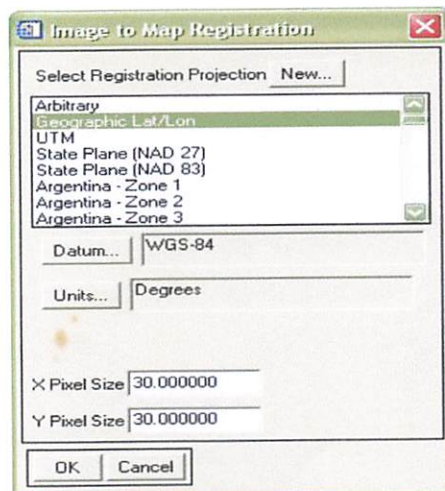 Image to Map Registration
Select Registration Projection New...
Arbitrary
Geographic Lat/Lon
UTM
State Plane (NAD 27)
State Plane (NAD 83)
Argentina - Zone 1
Argentina - Zone 2
Argentina - Zone 3
Datum... WGS-84
Units... Degrees
X Pixel Size 30.000000
Y Pixel Size 30.000000
OK Cancel